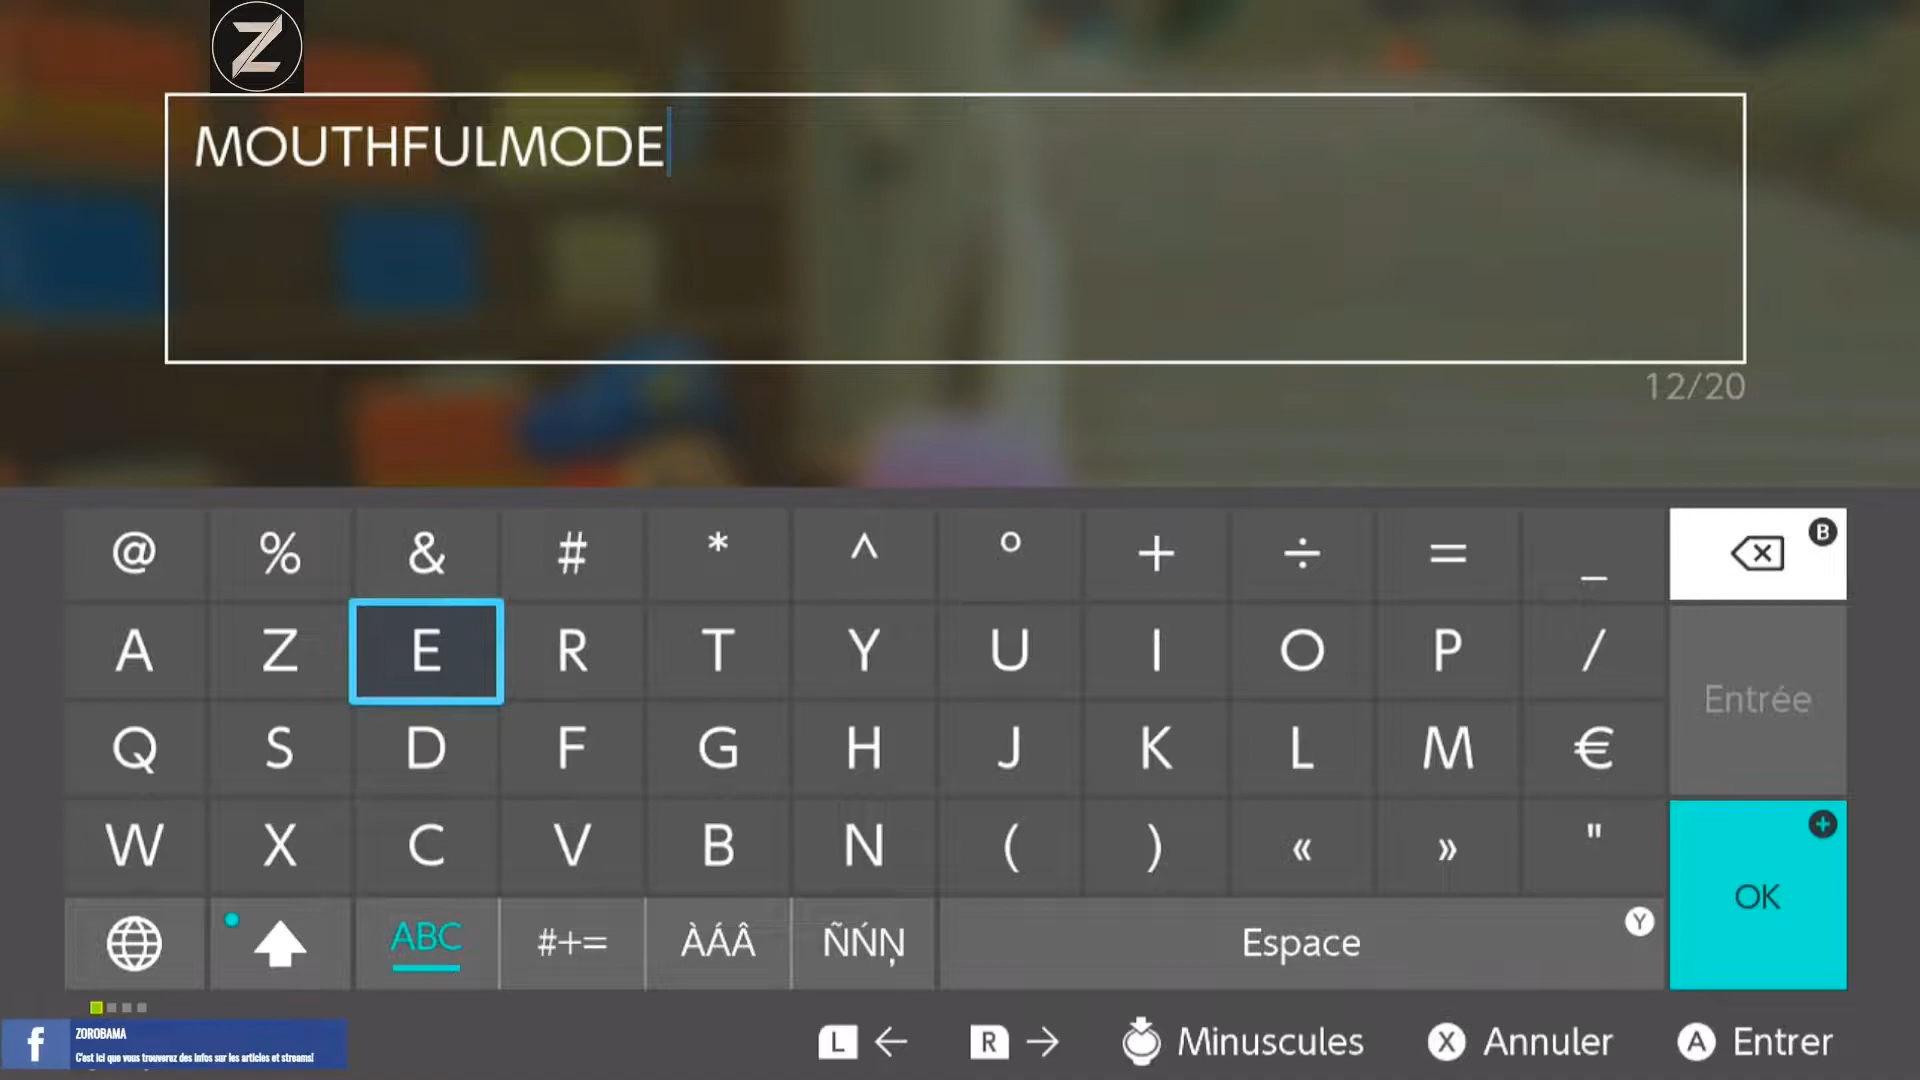 Z
MOUTHFULMODE
12/20
@ % & # * ^ ° + ÷ = _ B
A Z E R T Y U I O P / Entrée
Q S D F G H J K L M €
W X C V B N ( ) « » " OK +
ABC #+= ÀÁÂ ÑŃŅ Espace Y
L ← R → Minuscules X Annuler A Entrer
f ZOROBAMA
C'est ici que vous trouverez des infos sur les articles et streams!